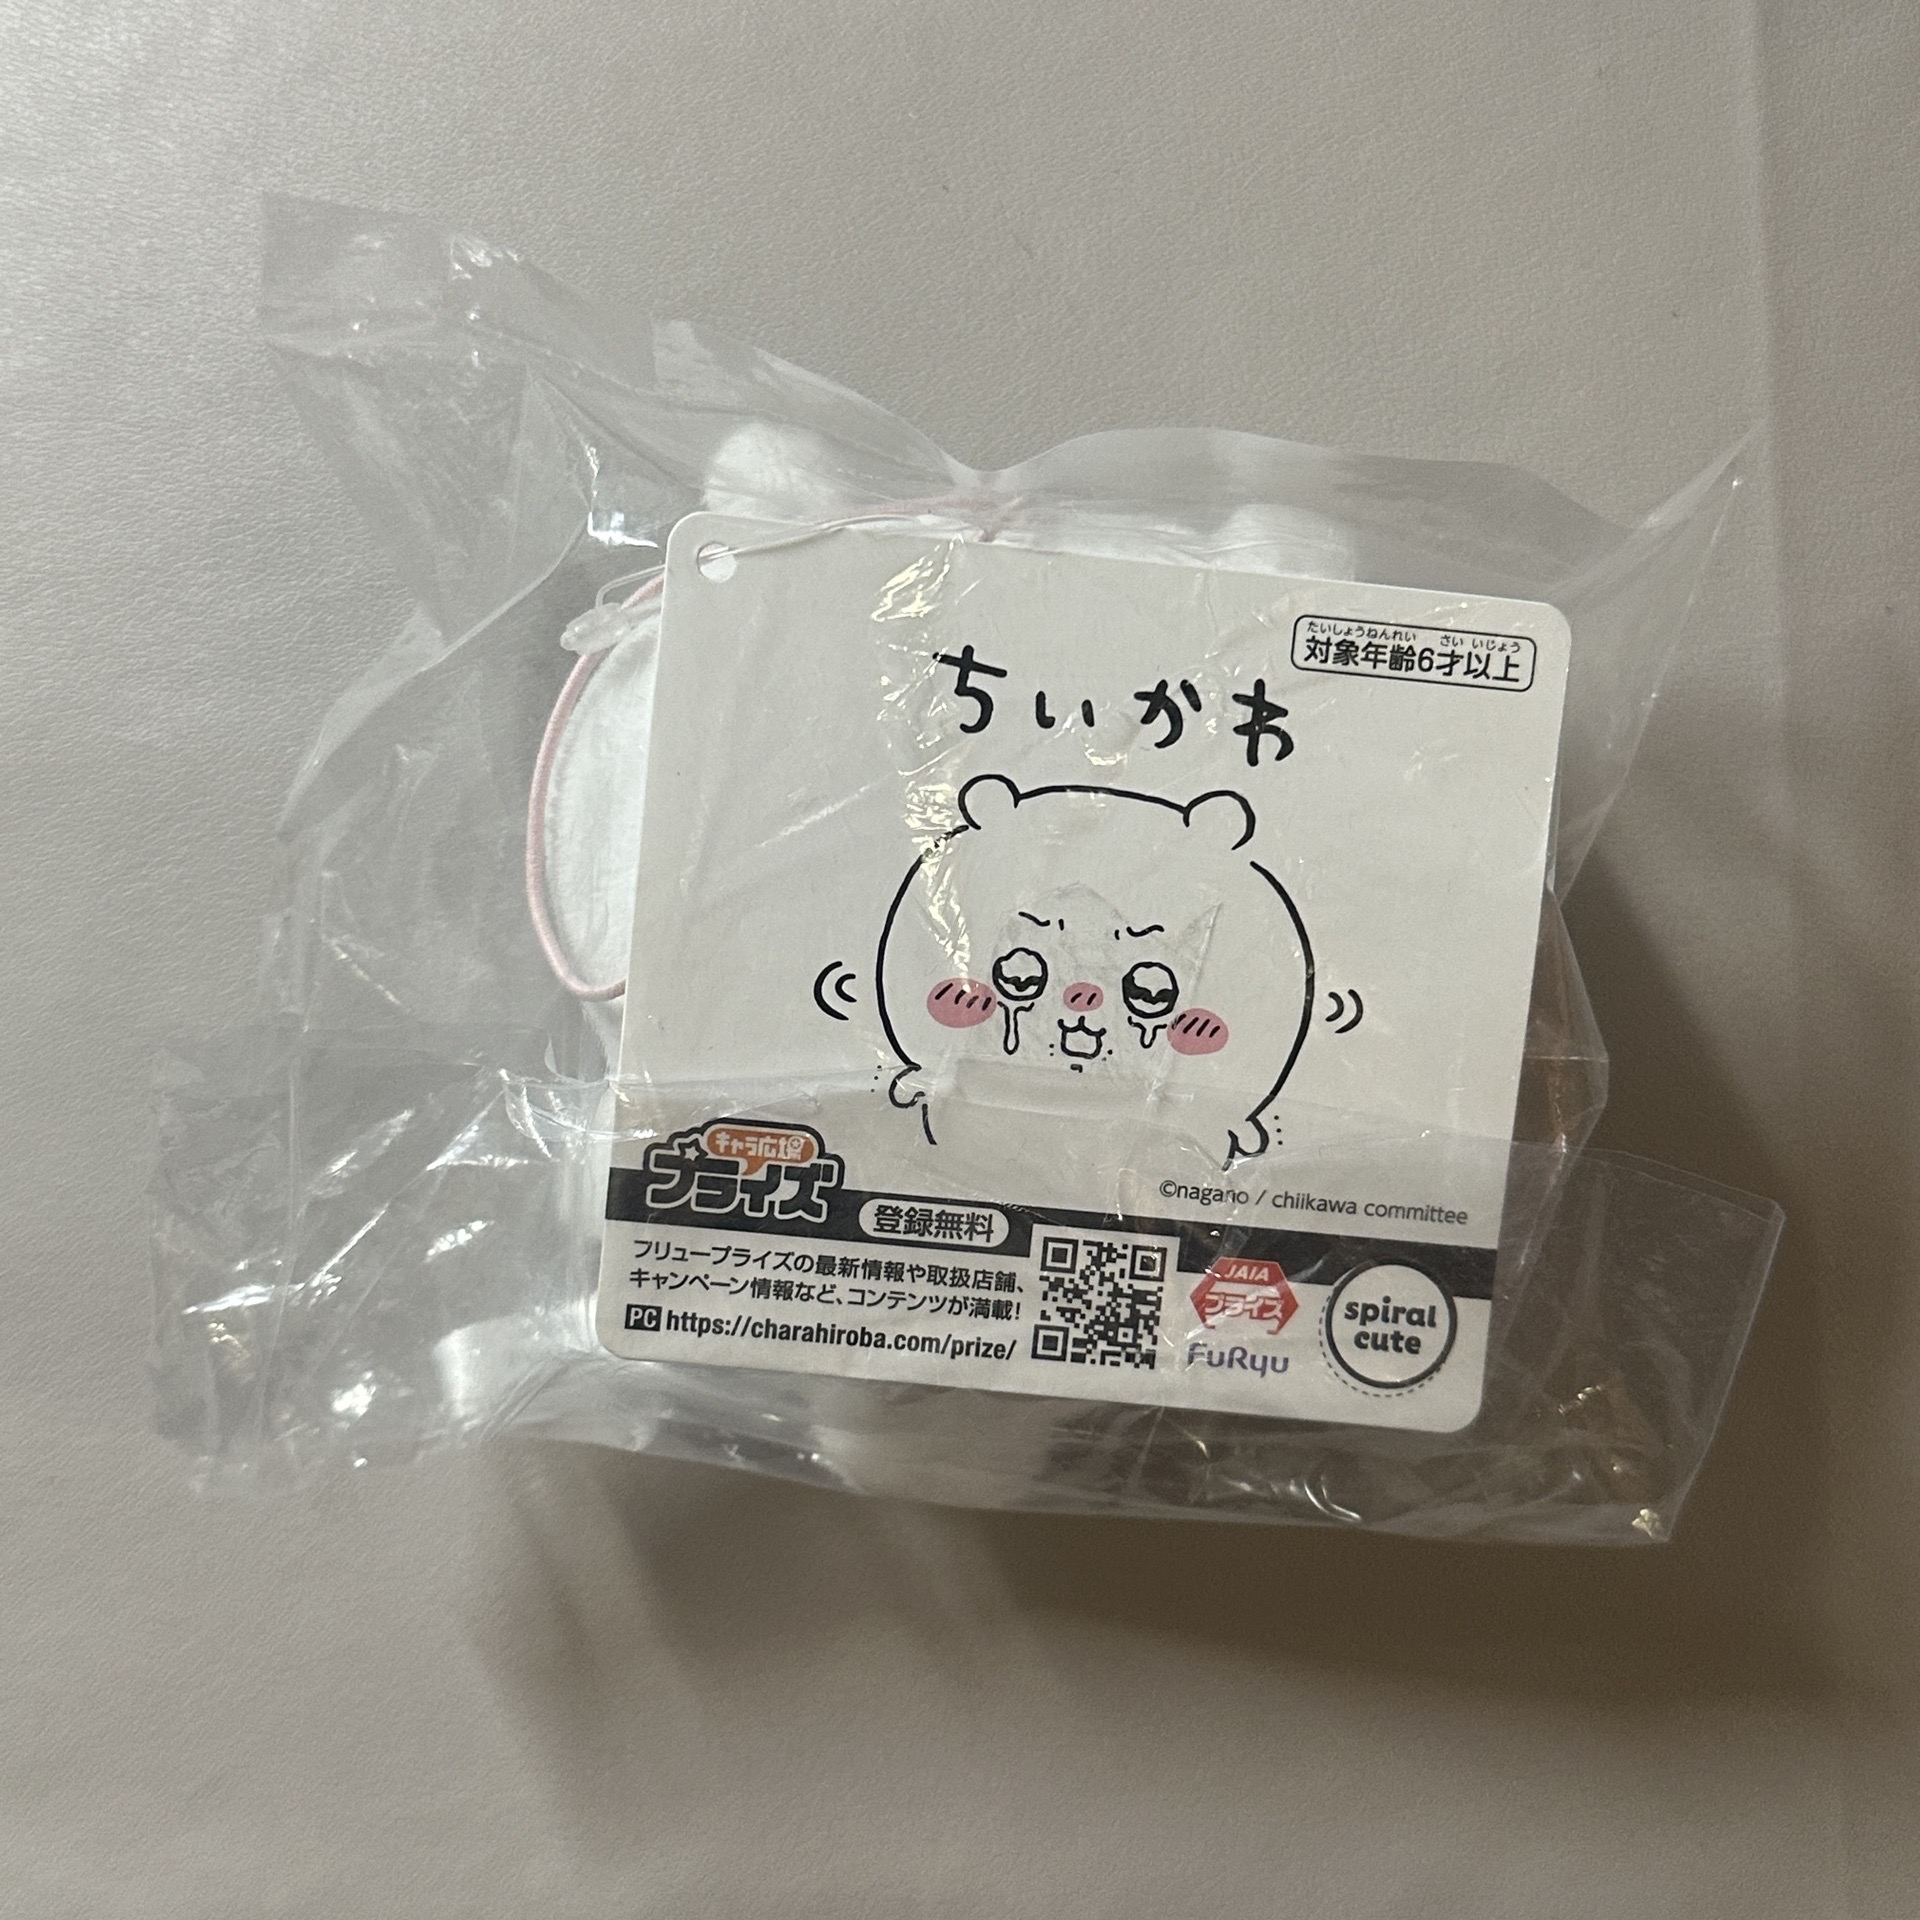 たいしょうねんれい さい いじょう
対象年齢6才以上
ちいかわ
©nagano / chiikawa committee
キャラ広場
プライズ
登録無料
フリュープライズの最新情報や取扱店舗、
キャンペーン情報など、コンテンツが満載!
PC https://charahiroba.com/prize/
JAIA
プライズ
FuRyu
spiral
cute